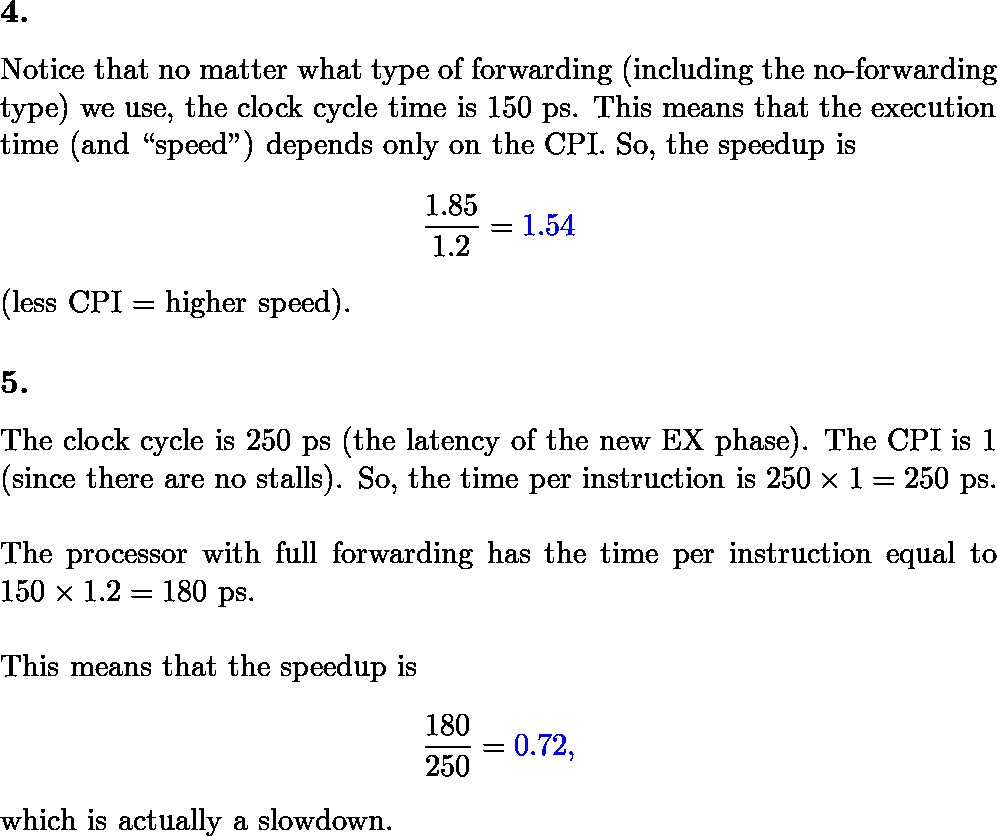 4.
Notice that no matter what type of forwarding (including the no-forwarding
type) we use, the clock cycle time is 150 ps. This means that the execution
time (and “speed”) depends only on the CPI. So, the speedup is
1.85
1.2
= 1.54
(less CPI = higher speed).
5.
The clock cycle is 250 ps (the latency of the new EX phase). The CPI is 1
(since there are no stalls). So, the time per instruction is 250 × 1 = 250 ps.
The processor with full forwarding has the time per instruction equal to
150 × 1.2 = 180 ps.
This means that the speedup is
180
250
= 0.72,
which is actually a slowdown.